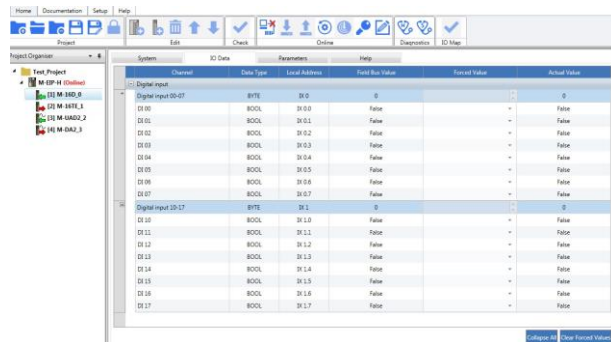 Home Documentation Setup Help
Project Edit Check Online Diagnostics IO Map
Project Organiser
Test_Project
M-EIP-H (Online)
[1] M-16D_0
[2] M-16TE_1
[3] M-UAD2_2
[4] M-DA2_3
System IO Data Parameters Help
Channel Data Type Local Address Field Bus Value Forced Value Actual Value
Digital input
Digital input 00-07 BYTE IX 0 0 0
DI 00 BOOL IX 0.0 False False
DI 01 BOOL IX 0.1 False False
DI 02 BOOL IX 0.2 False False
DI 03 BOOL IX 0.3 False False
DI 04 BOOL IX 0.4 False False
DI 05 BOOL IX 0.5 False False
DI 06 BOOL IX 0.6 False False
DI 07 BOOL IX 0.7 False False
Digital input 10-17 BYTE IX 1 0 0
DI 10 BOOL IX 1.0 False False
DI 11 BOOL IX 1.1 False False
DI 12 BOOL IX 1.2 False False
DI 13 BOOL IX 1.3 False False
DI 14 BOOL IX 1.4 False False
DI 15 BOOL IX 1.5 False False
DI 16 BOOL IX 1.6 False False
DI 17 BOOL IX 1.7 False False
Collapse All Clear Forced Values